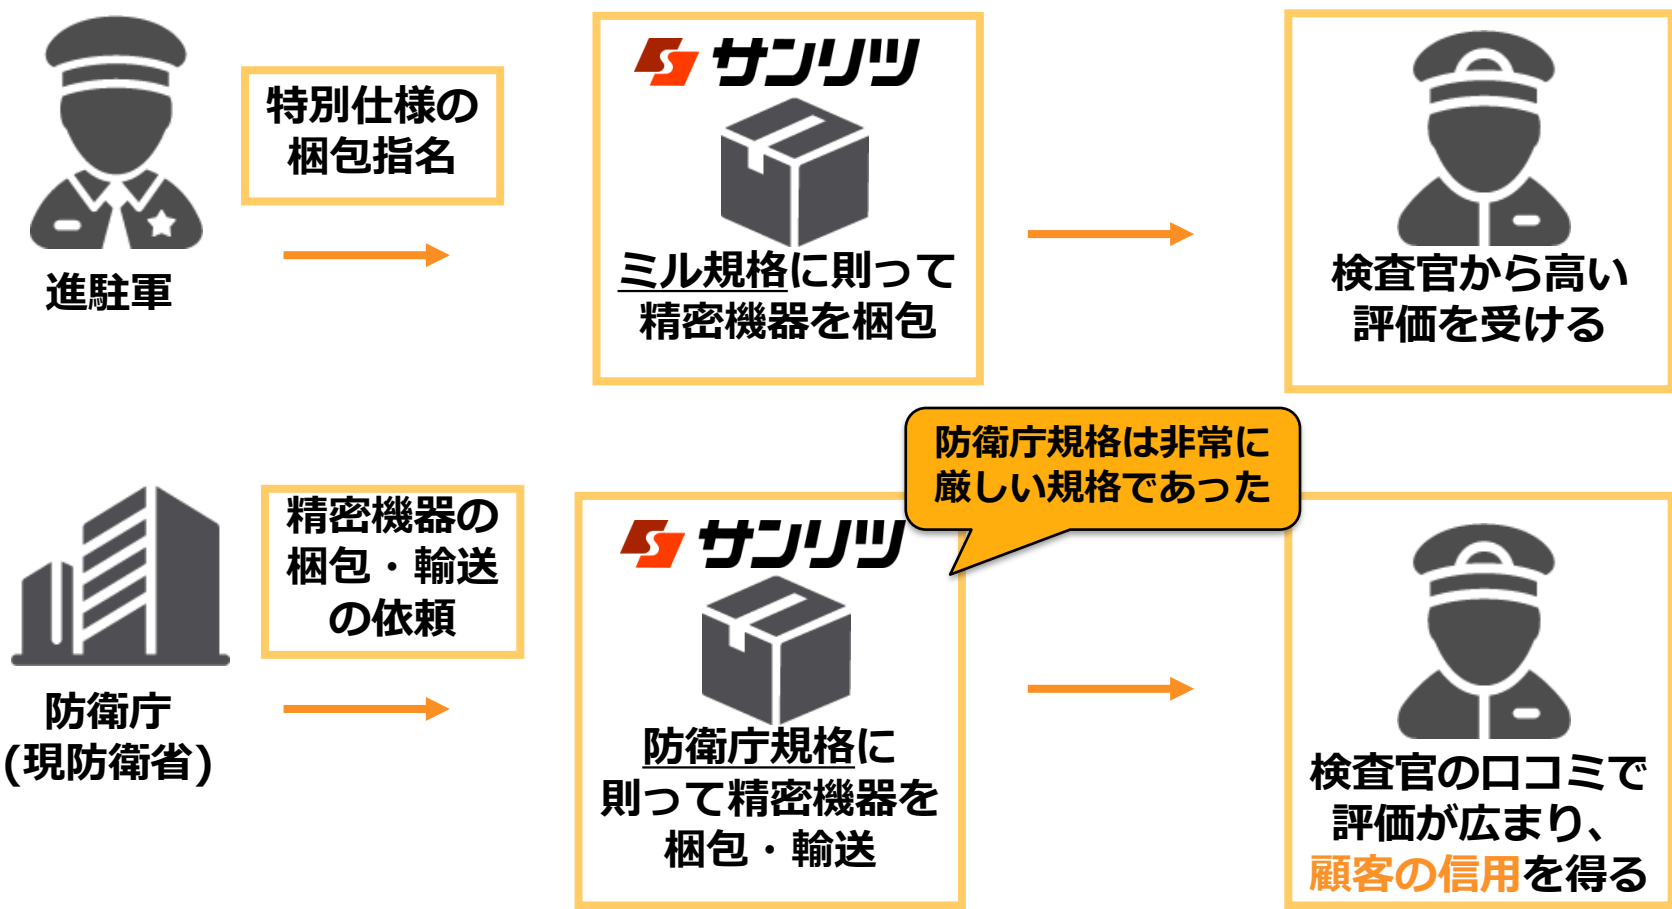 特別仕様の
梱包指名
進駐軍
サンリツ
ミル規格に則って
精密機器を梱包
検査官から高い
評価を受ける
防衛庁規格は非常に
厳しい規格であった
精密機器の
梱包・輸送
の依頼
防衛庁
(現防衛省)
サンリツ
防衛庁規格に
則って精密機器を
梱包・輸送
検査官の口コミで
評価が広まり、
顧客の信用を得る